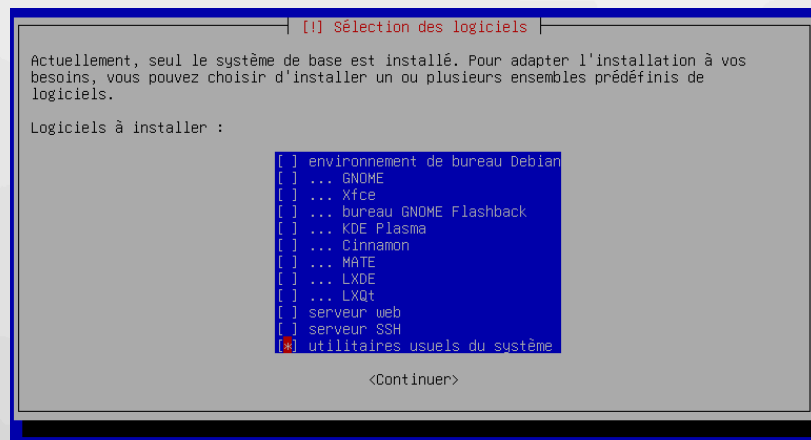 [!] Sélection des logiciels
Actuellement, seul le système de base est installé. Pour adapter l'installation à vos
besoins, vous pouvez choisir d'installer un ou plusieurs ensembles prédéfinis de
logiciels.
Logiciels à installer :
[ ] environnement de bureau Debian
[ ] ... GNOME
[ ] ... Xfce
[ ] ... bureau GNOME Flashback
[ ] ... KDE Plasma
[ ] ... Cinnamon
[ ] ... MATE
[ ] ... LXDE
[ ] ... LXQt
[ ] serveur web
[ ] serveur SSH
[*] utilitaires usuels du système
<Continuer>